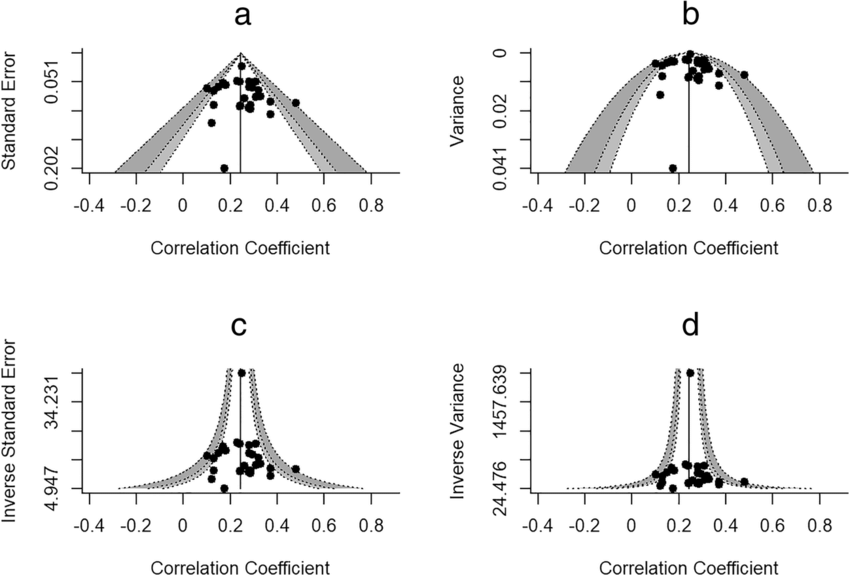 a
Standard Error
0.051
0.202
-0.4 -0.2 0 0.2 0.4 0.6 0.8
Correlation Coefficient
b
Variance
0
0.02
0.041
-0.4 -0.2 0 0.2 0.4 0.6 0.8
Correlation Coefficient
c
Inverse Standard Error
34.231
4.947
-0.4 -0.2 0 0.2 0.4 0.6 0.8
Correlation Coefficient
d
Inverse Variance
1457.639
24.476
-0.4 -0.2 0 0.2 0.4 0.6 0.8
Correlation Coefficient